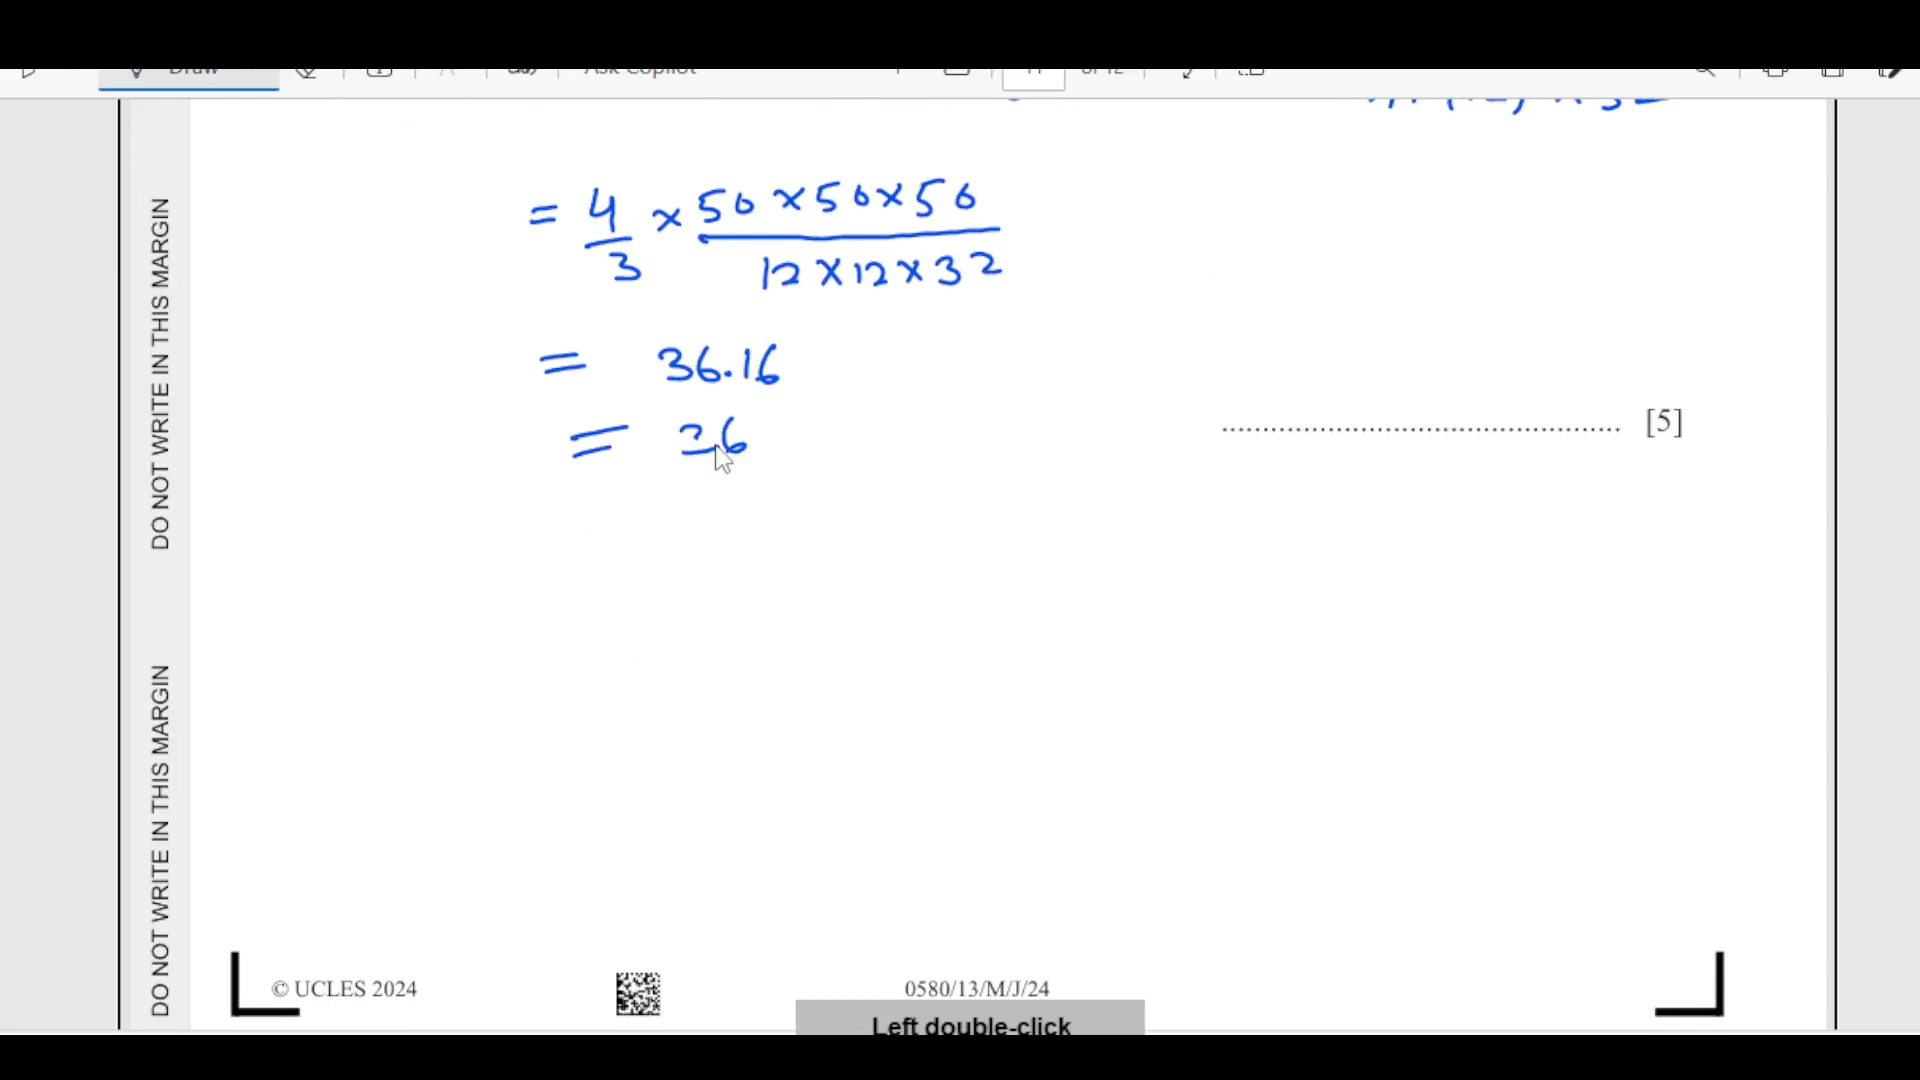 = 4/3 × 50 × 50 × 50 / 12 × 12 × 32
= 36.16
= 36
[5]
DO NOT WRITE IN THIS MARGIN
DO NOT WRITE IN THIS MARGIN
© UCLES 2024
0580/13/M/J/24
Left double-click